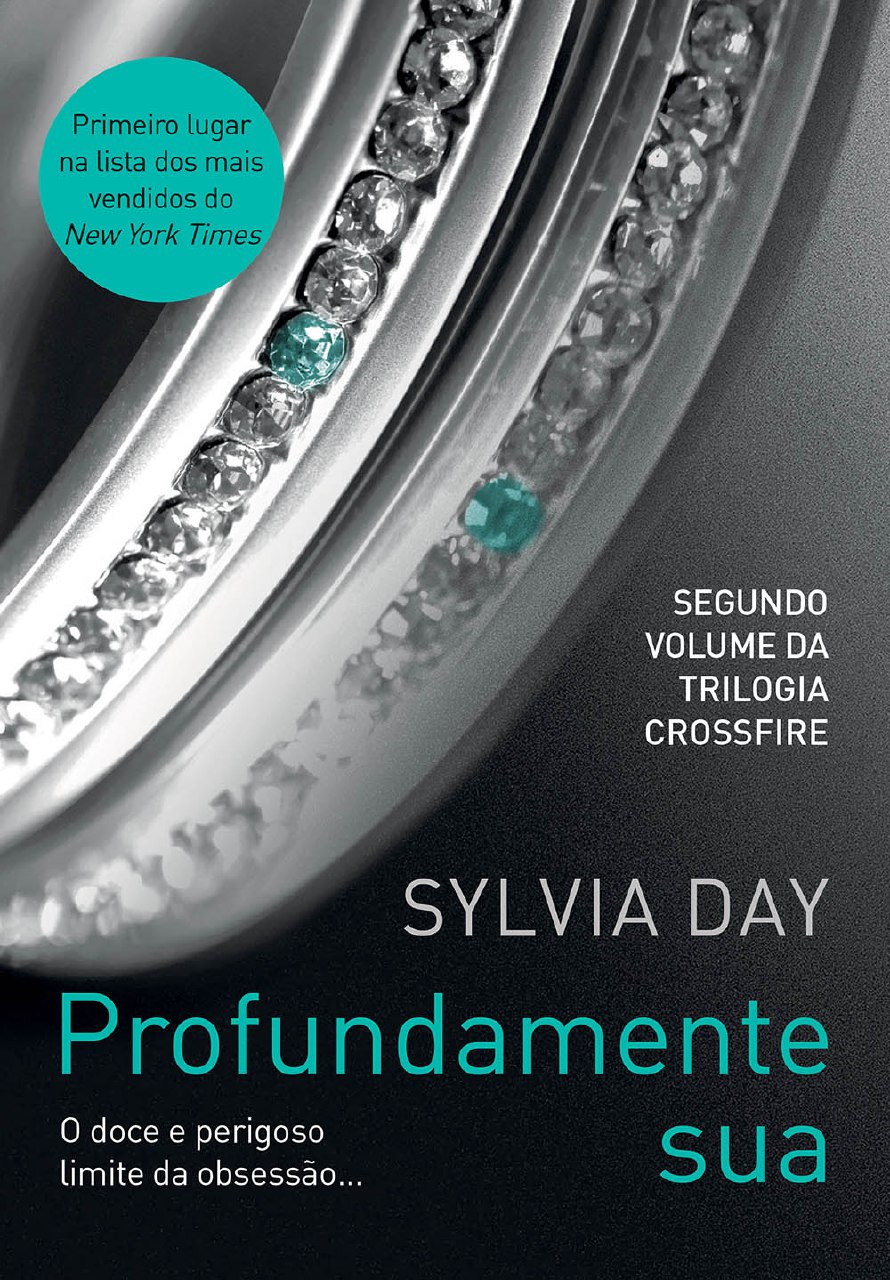 Primeiro lugar
na lista dos mais
vendidos do
New York Times
SEGUNDO
VOLUME DA
TRILOGIA
CROSSFIRE
SYLVIA DAY
Profundamente
sua
O doce e perigoso
limite da obsessão...